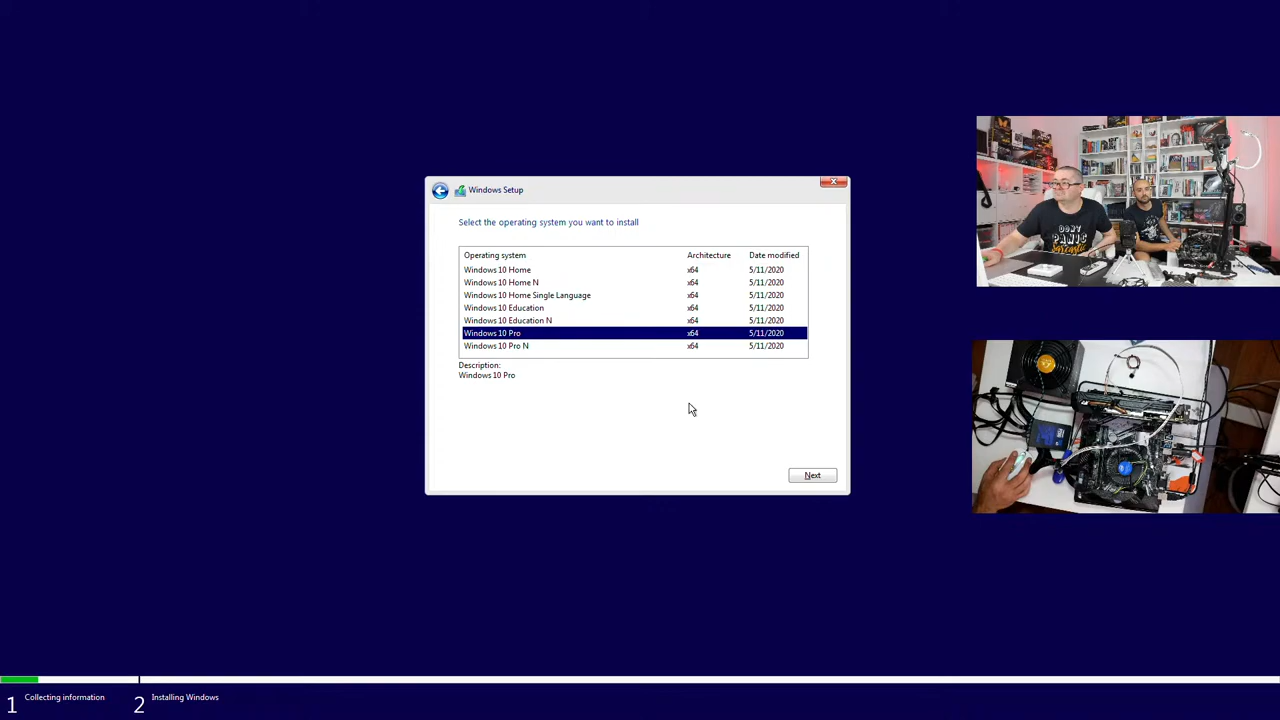 Windows Setup
Select the operating system you want to install
Operating system Architecture Date modified
Windows 10 Home x64 5/11/2020
Windows 10 Home N x64 5/11/2020
Windows 10 Home Single Language x64 5/11/2020
Windows 10 Education x64 5/11/2020
Windows 10 Education N x64 5/11/2020
Windows 10 Pro x64 5/11/2020
Windows 10 Pro N x64 5/11/2020
Description:
Windows 10 Pro
Next
DON'T
PANIC
1 Collecting information
2 Installing Windows